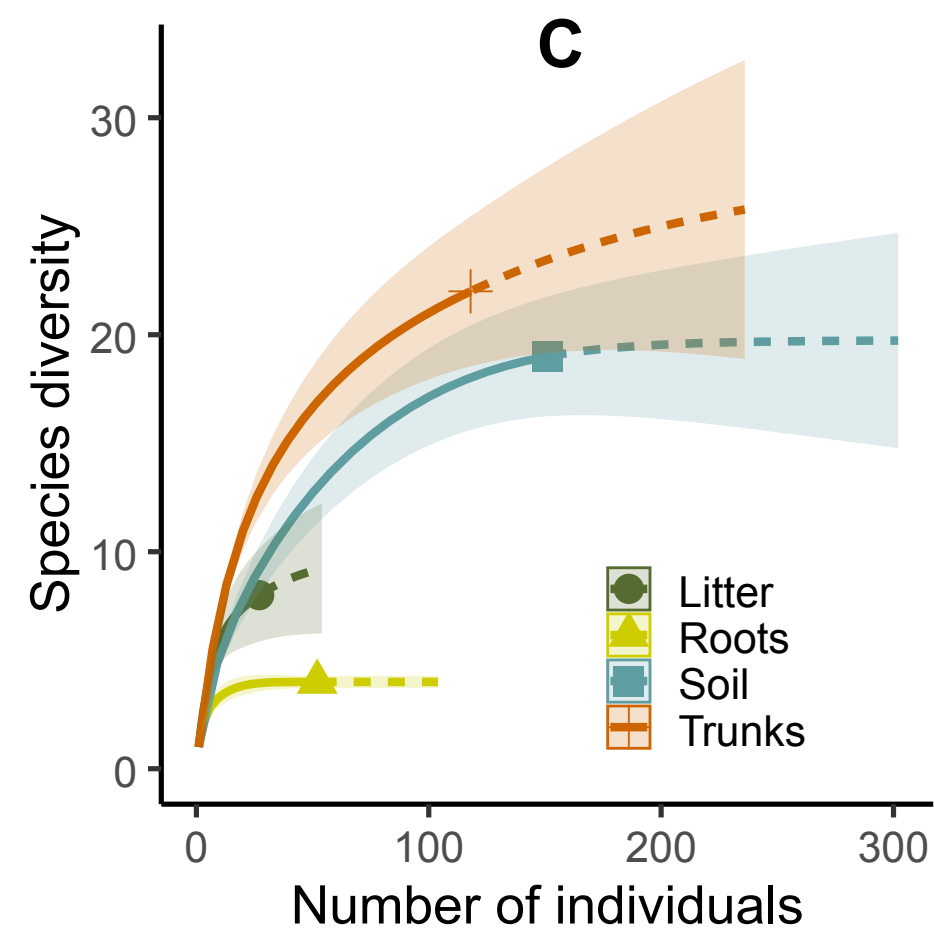 C
Species diversity
30
20
10
0
Litter
Roots
Soil
Trunks
0 100 200 300
Number of individuals